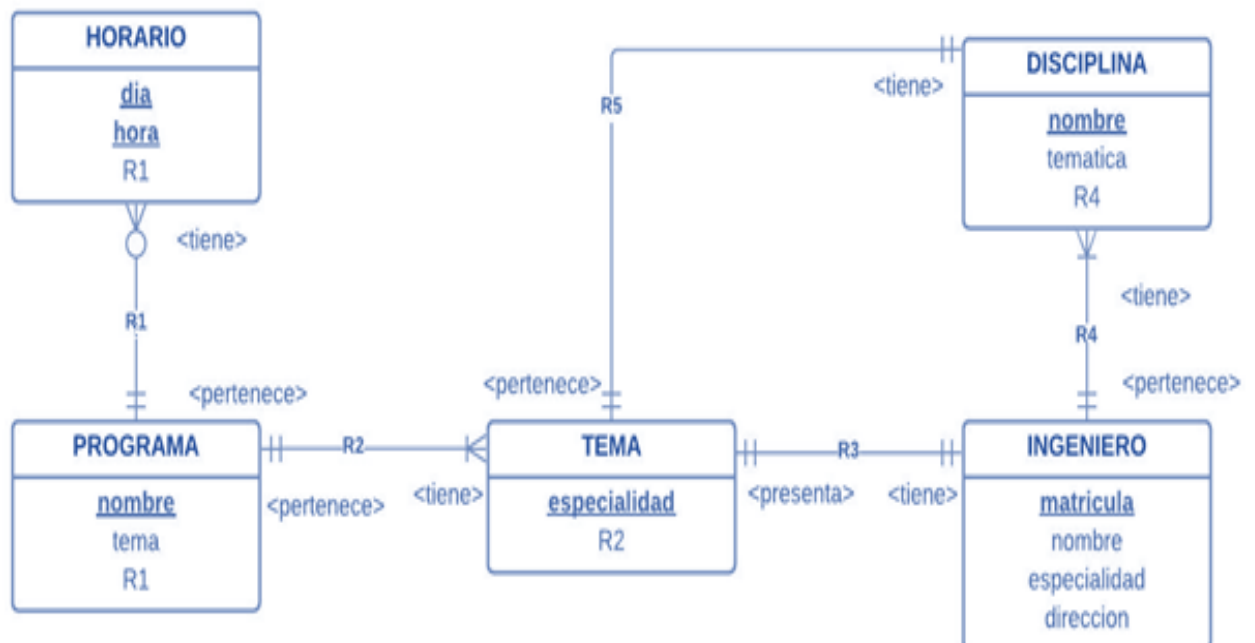 HORARIO
dia
hora
R1
<tiene>
R1
<pertenece>
PROGRAMA
nombre
tema
R1
R2
<pertenece>
<tiene>
<pertenece>
TEMA
especialidad
R2
R5
<tiene>
DISCIPLINA
nombre
tematica
R4
<tiene>
R4
<pertenece>
R3
<presenta>
<tiene>
INGENIERO
matricula
nombre
especialidad
direccion